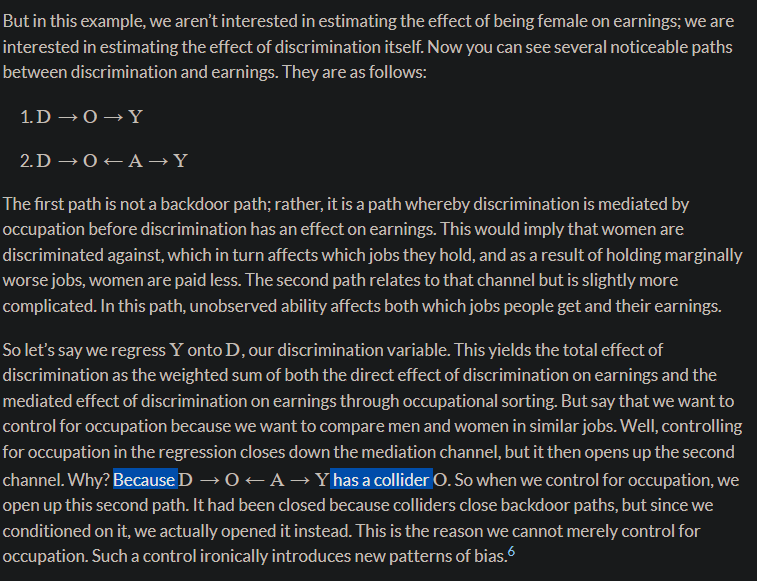 But in this example, we aren’t interested in estimating the effect of being female on earnings; we are
interested in estimating the effect of discrimination itself. Now you can see several noticeable paths
between discrimination and earnings. They are as follows:
1. D → O → Y
2. D → O ← A → Y
The first path is not a backdoor path; rather, it is a path whereby discrimination is mediated by
occupation before discrimination has an effect on earnings. This would imply that women are
discriminated against, which in turn affects which jobs they hold, and as a result of holding marginally
worse jobs, women are paid less. The second path relates to that channel but is slightly more
complicated. In this path, unobserved ability affects both which jobs people get and their earnings.
So let’s say we regress Y onto D, our discrimination variable. This yields the total effect of
discrimination as the weighted sum of both the direct effect of discrimination on earnings and the
mediated effect of discrimination on earnings through occupational sorting. But say that we want to
control for occupation because we want to compare men and women in similar jobs. Well, controlling
for occupation in the regression closes down the mediation channel, but it then opens up the second
channel. Why? Because D → O ← A → Y has a collider O. So when we control for occupation, we
open up this second path. It had been closed because colliders close backdoor paths, but since we
conditioned on it, we actually opened it instead. This is the reason we cannot merely control for
occupation. Such a control ironically introduces new patterns of bias.6